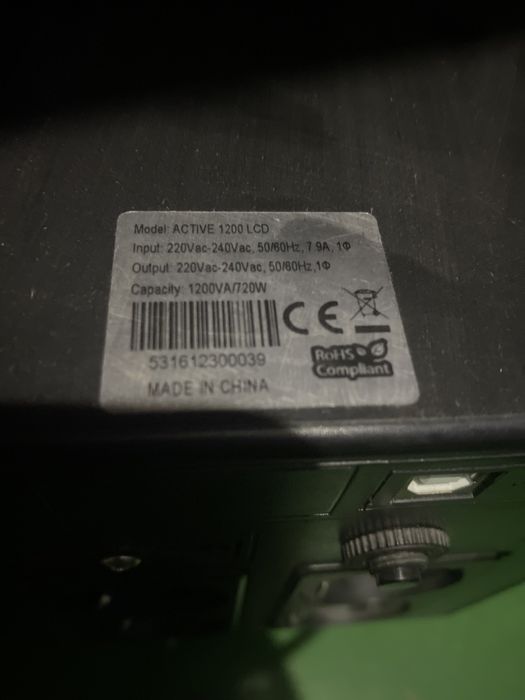 Model: ACTIVE 1200 LCD
Input: 220Vac-240Vac, 50/60Hz, 7.9A, 1Φ
Output: 220Vac-240Vac, 50/60Hz,1Φ
Capacity: 1200VA/720W
CE
531612300039
RoHS
Compliant
MADE IN CHINA